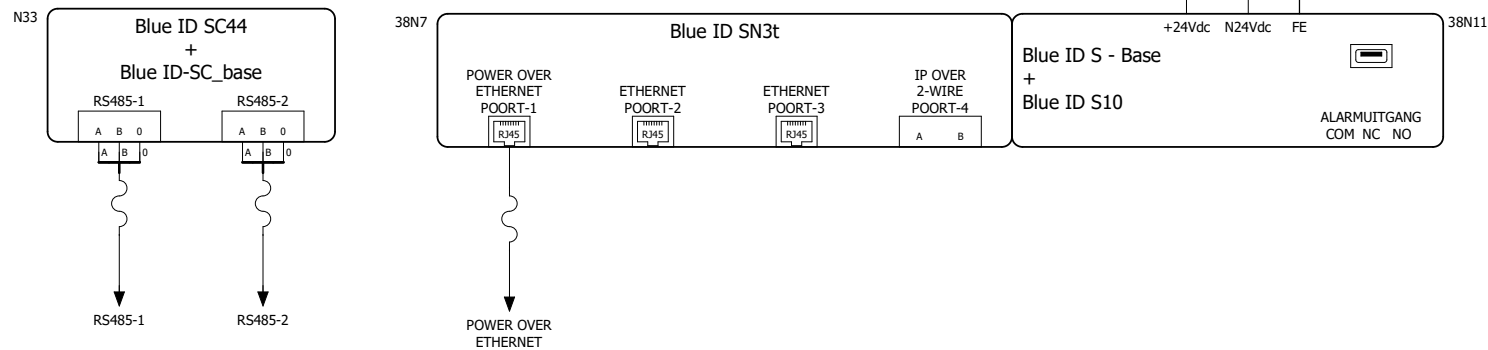 N33
Blue ID SC44
+
Blue ID-SC_base
RS485-1 RS485-2
A B 0 A B 0
A B 0 A B 0
RS485-1 RS485-2
38N7
Blue ID SN3t
POWER OVER
ETHERNET
POORT-1
ETHERNET
POORT-2
ETHERNET
POORT-3
IP OVER
2-WIRE
POORT-4
RJ45 RJ45 RJ45 A B
POWER OVER
ETHERNET
+24Vdc N24Vdc FE
38N11
Blue ID S - Base
+
Blue ID S10
ALARMUITGANG
COM NC NO